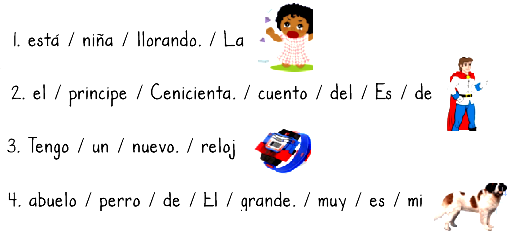 1. está / niña / llorando. / La
2. el / principe / Cenicienta. / cuento / del / Es / de
3. Tengo / un / nuevo. / reloj
4. abuelo / perro / de / El / grande. / muy / es / mi